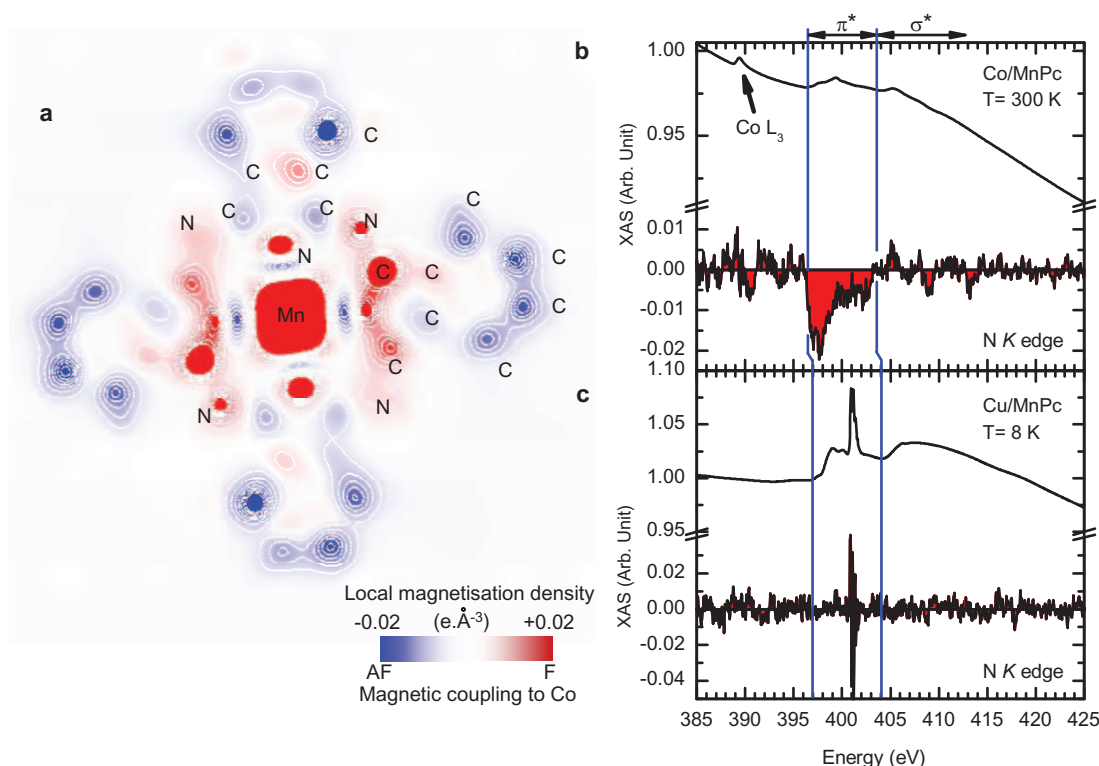 a
C
C
C
C
C
N
N
N
C
C
Mn
C
C
C
C
C
N
N
N
Local magnetisation density
-0.02 (e.Å-3) +0.02
AF F
Magnetic coupling to Co
π* σ*
b
1.00
Co/MnPc
T= 300 K
Co L3
0.95
XAS (Arb. Unit)
0.01
0.00
-0.01
-0.02
N K edge
1.10
c
Cu/MnPc
T= 8 K
1.05
1.00
0.95
XAS (Arb. Unit)
0.02
0.00
-0.02
-0.04
N K edge
385 390 395 400 405 410 415 420 425
Energy (eV)